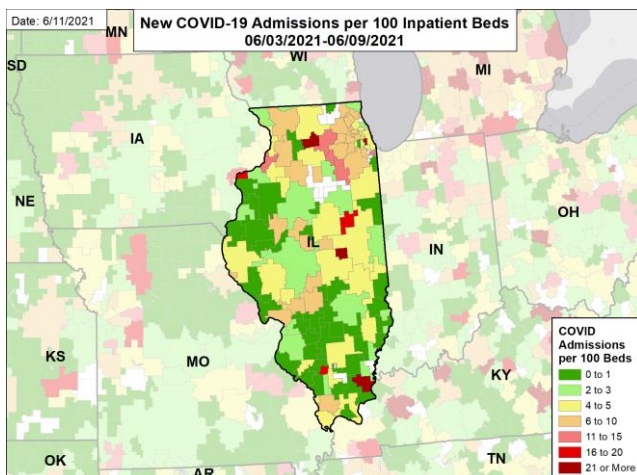 Date: 6/11/2021
New COVID-19 Admissions per 100 Inpatient Beds
06/03/2021-06/09/2021
MN
SD
WI
MI
IA
NE
IL
IN
OH
KS
MO
KY
OK
AR
TN
COVID
Admissions
per 100 Beds
0 to 1
2 to 3
4 to 5
6 to 10
11 to 15
16 to 20
21 or More